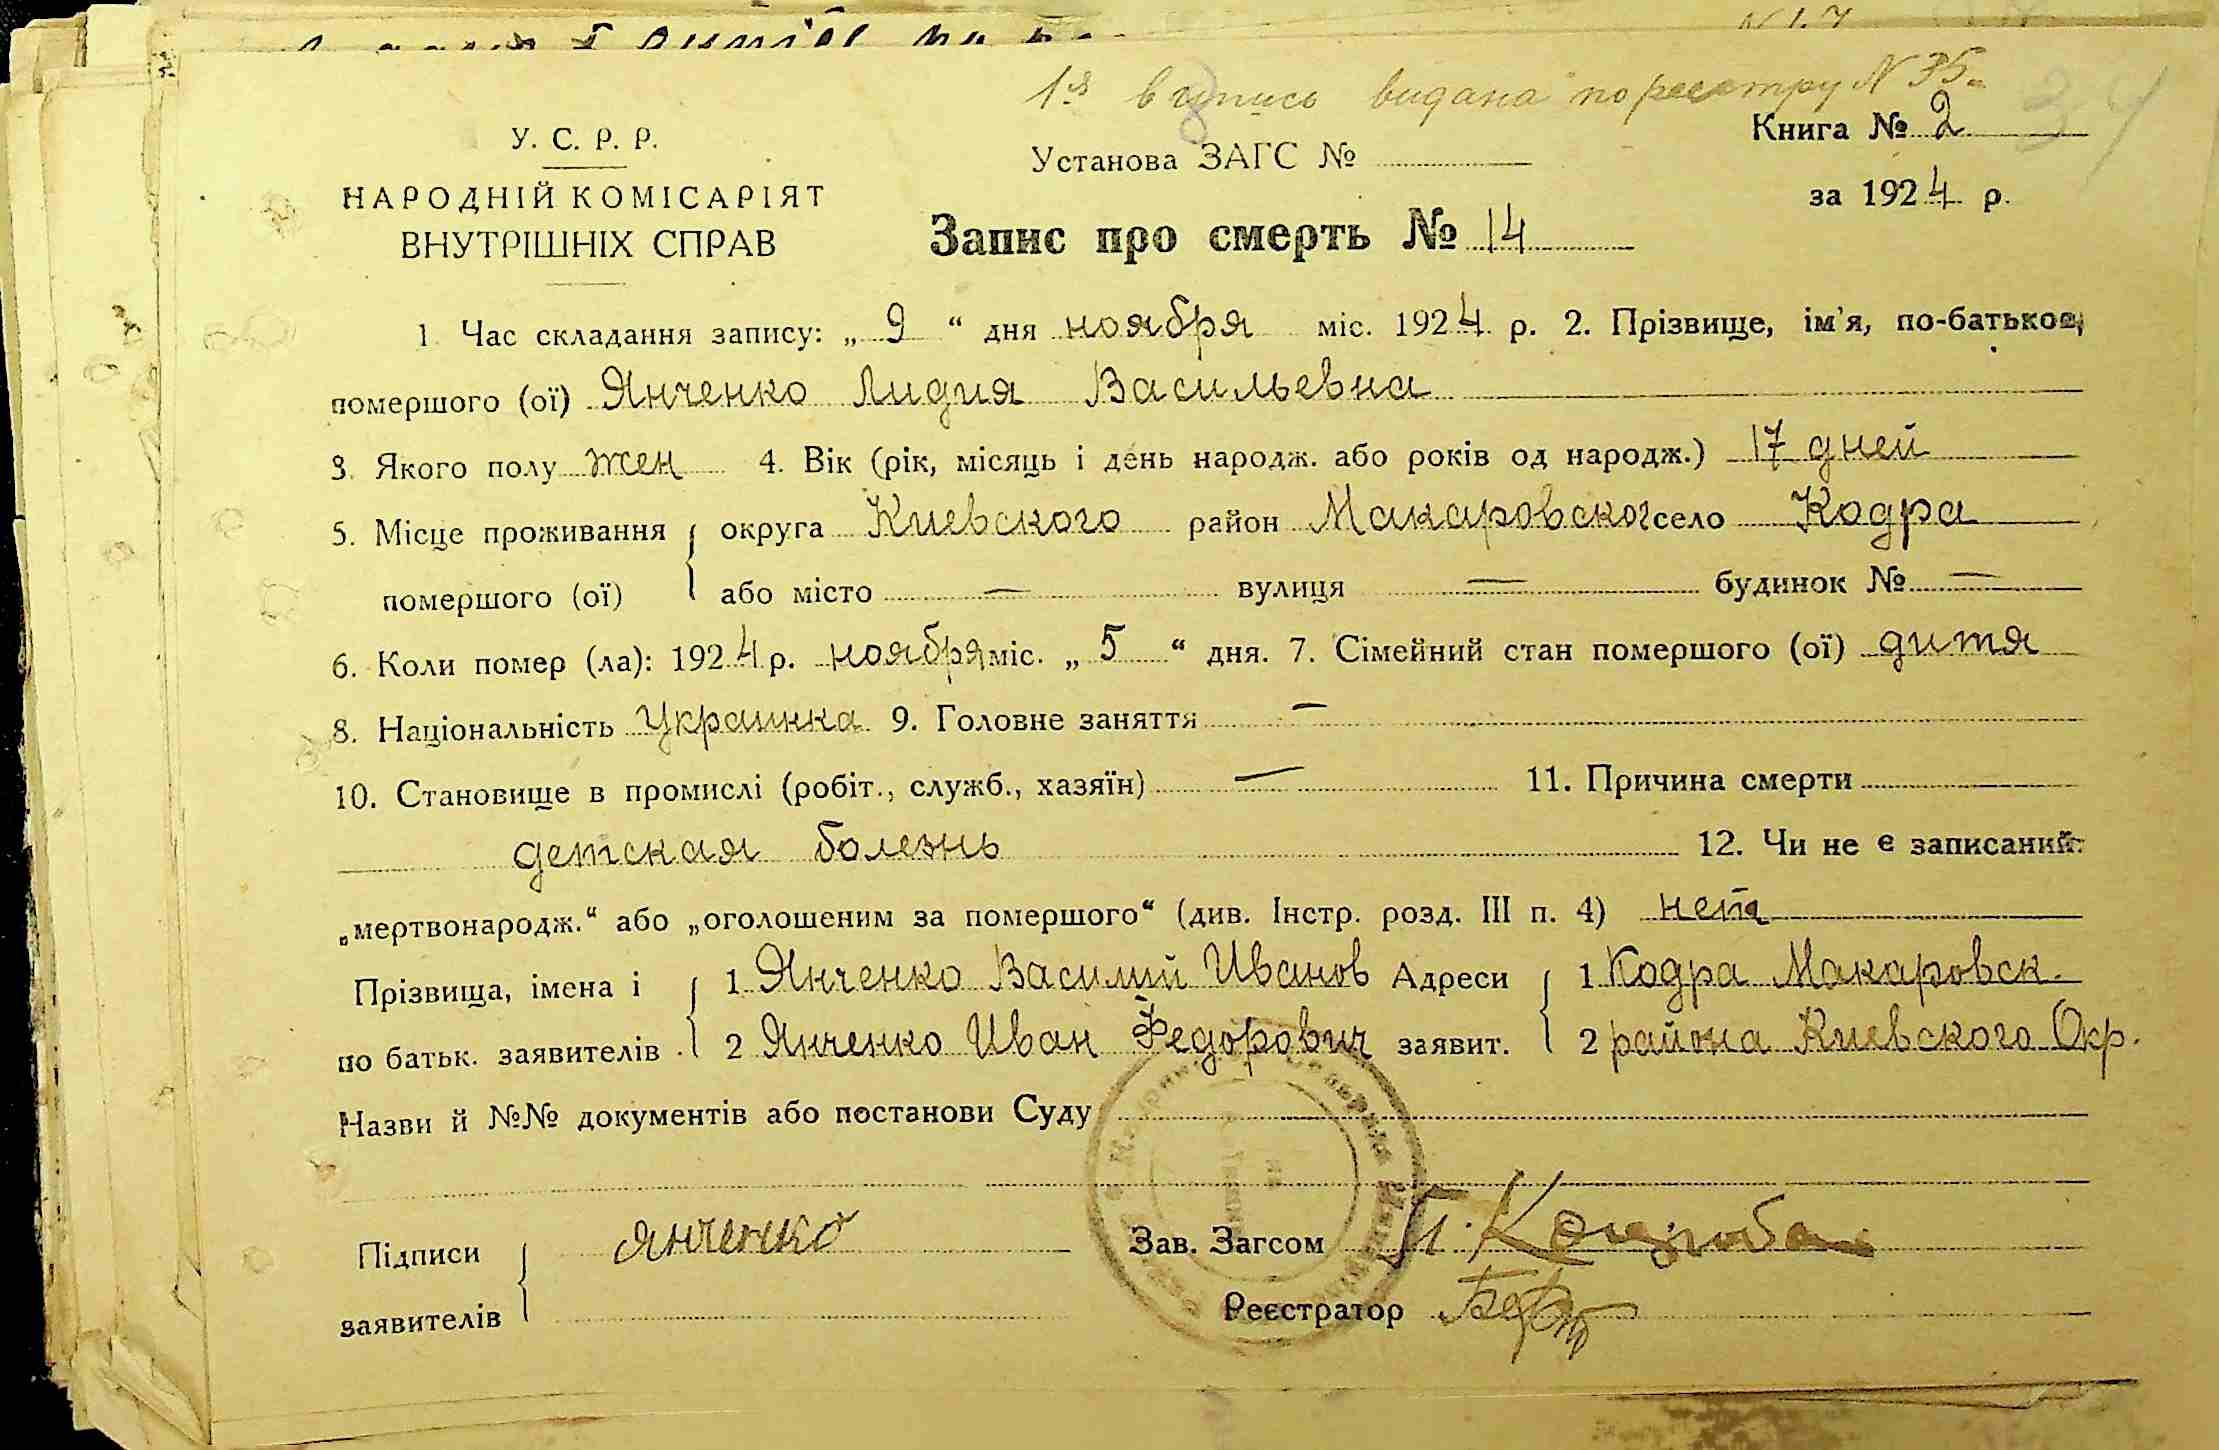 1я випись видана по реестру N 35
У. С. Р. Р.
НАРОДНІЙ КОМІСАРІЯТ
ВНУТРІШНІХ СПРАВ
Установа ЗАГС №
Книга № 2
за 1924 р.
Запис про смерть № 14
1. Час складання запису: „ 9 “ дня ноября міс. 1924 р. 2. Прізвище, ім'я, по-батькові
помершого (ої) Янченко Лидия Васильевна
3. Якого полу жен 4. Вік (рік, місяць і день народж. або років од народж.) 17 дней
5. Місце проживання { округа Киевского район Макаровског село Кодра
помершого (ої) або місто — вулиця — будинок № —
6. Коли помер (ла): 1924 р. ноября міс. „ 5 “ дня. 7. Сімейний стан помершого (ої) дитя
8. Національність Украинка 9. Головне заняття —
10. Становище в промислі (робіт., служб., хазяїн) — 11. Причина смерти
детская болезнь 12. Чи не є записаний
„мертвонародж.“ або „оголошеним за помершого“ (див. Інстр. розд. III п. 4) нет
Прізвища, імена і { 1 Янченко Василий Иванов Адреси { 1 Кодра Макаровск.
по батьк. заявителів 2 Янченко Иван Федорович заявит. 2 района Киевского Окр.
Назви й №№ документів або постанови Суду
Підписи { Янченко Зав. Загсом П.
заявителів Реєстратор